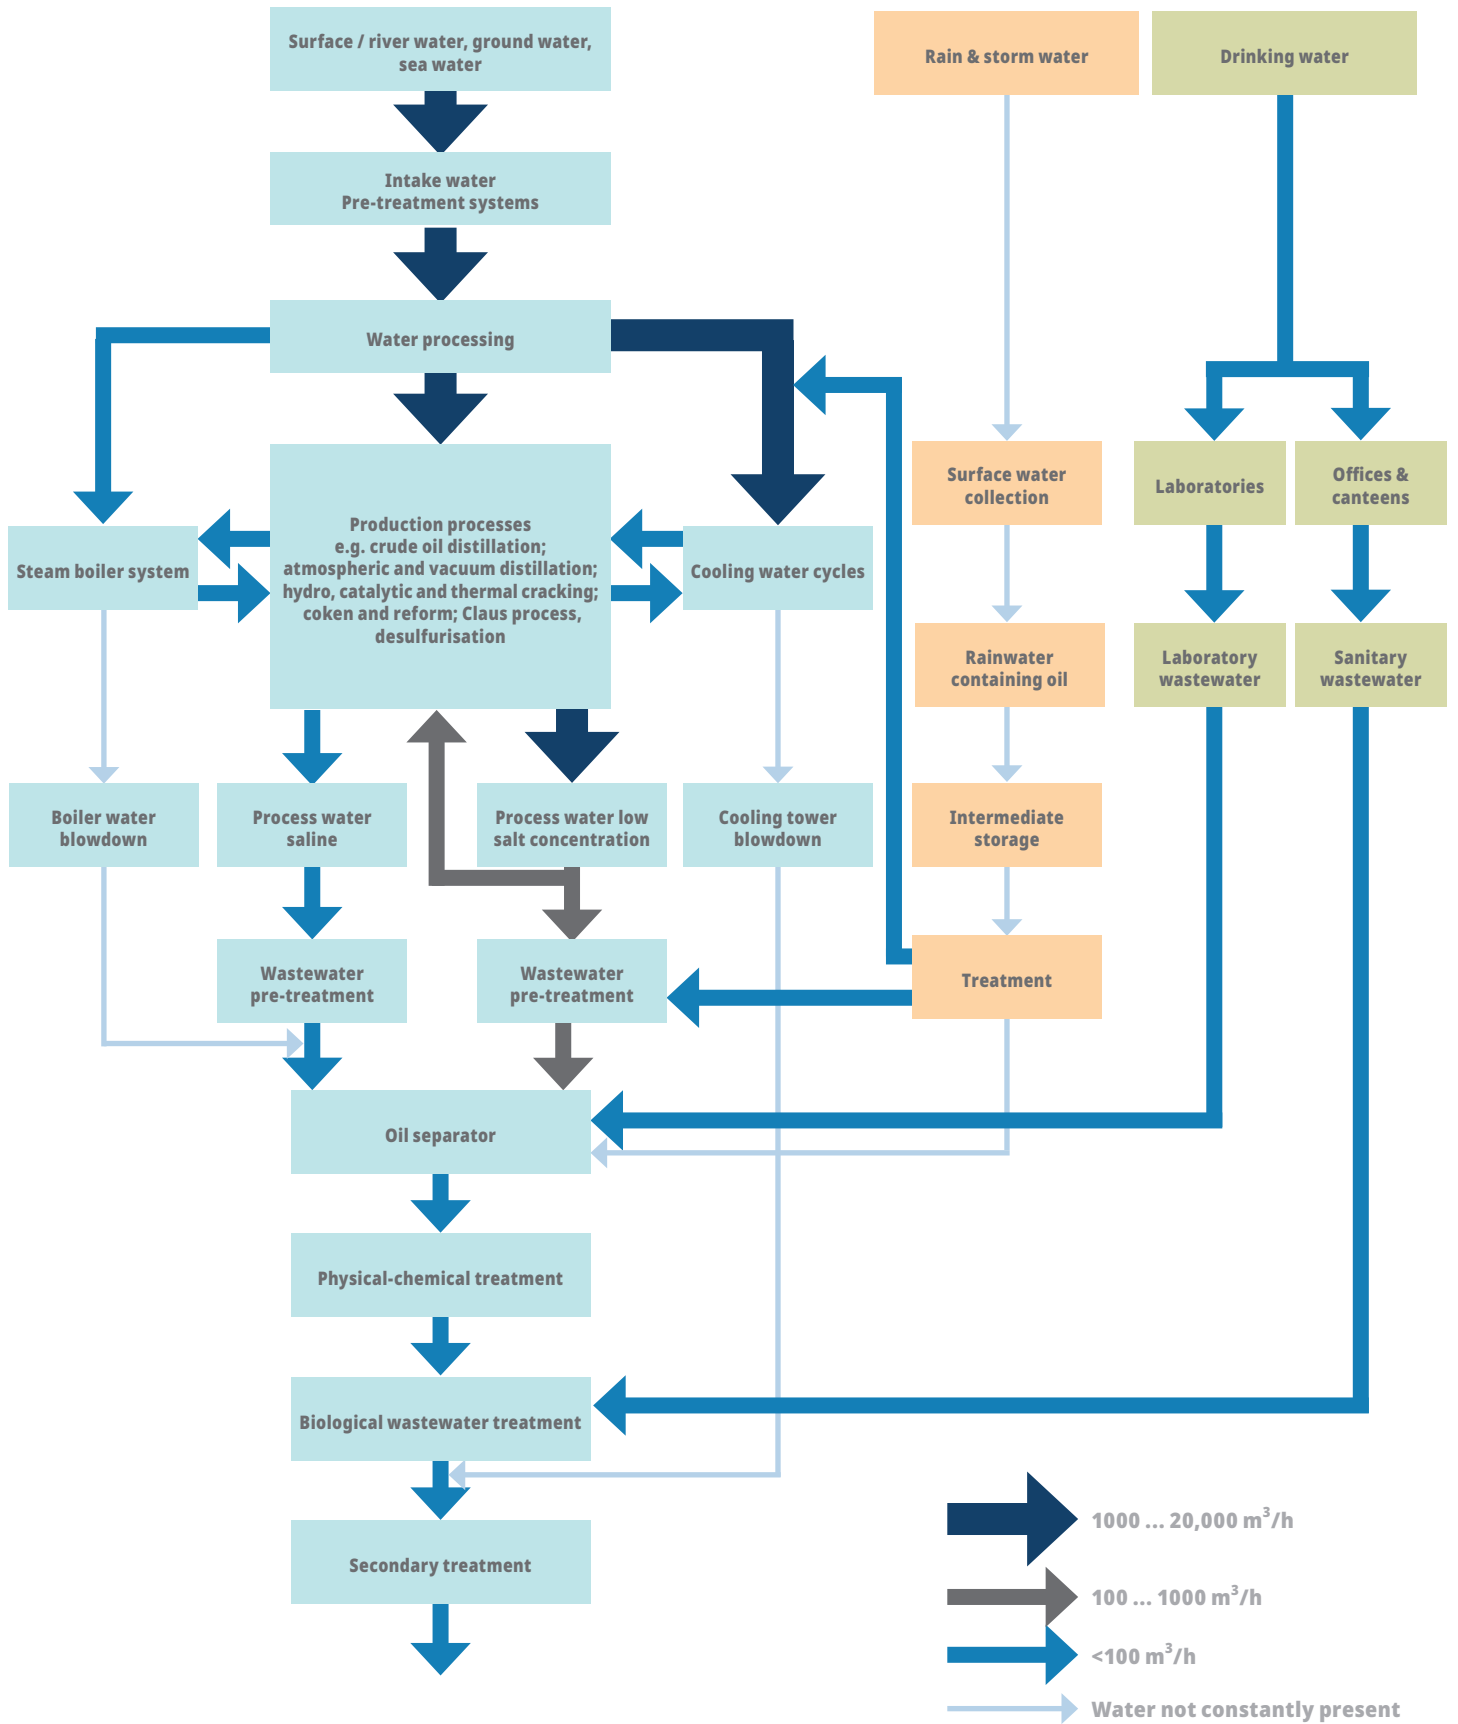 Surface / river water, ground water,
sea water
Rain & storm water
Drinking water
Intake water
Pre-treatment systems
Water processing
Production processes
e.g. crude oil distillation;
atmospheric and vacuum distillation;
hydro, catalytic and thermal cracking;
coken and reform; Claus process,
desulfurisation
Steam boiler system
Cooling water cycles
Surface water
collection
Laboratories
Offices &
canteens
Rainwater
containing oil
Laboratory
wastewater
Sanitary
wastewater
Boiler water
blowdown
Process water
saline
Process water low
salt concentration
Cooling tower
blowdown
Intermediate
storage
Wastewater
pre-treatment
Wastewater
pre-treatment
Treatment
Oil separator
Physical-chemical treatment
Biological wastewater treatment
Secondary treatment
1000 ... 20,000 m³/h
100 ... 1000 m³/h
<100 m³/h
Water not constantly present